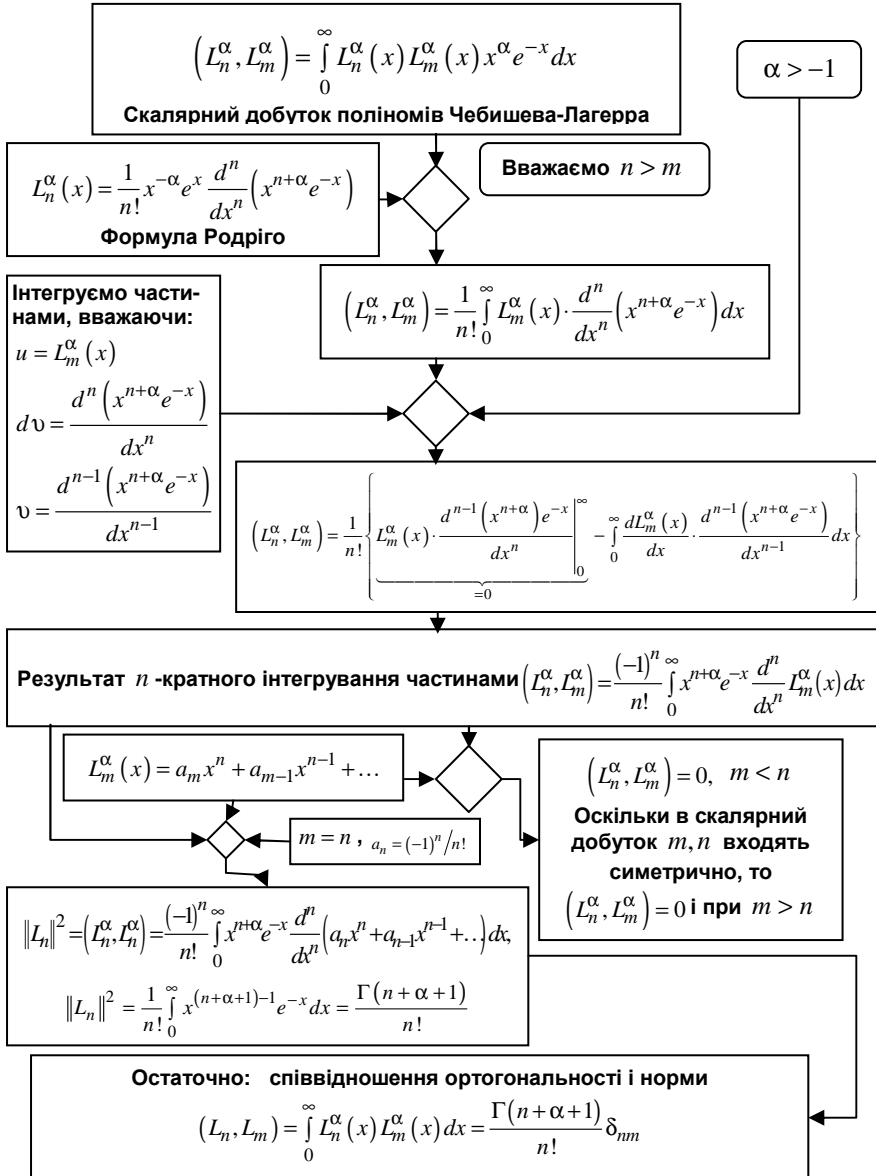 (L_n^α, L_m^α) = ∫_0^∞ L_n^α(x) L_m^α(x) x^α e^{-x} dx
Скалярний добуток поліномів Чебишева-Лагерра
α > −1
Вважаємо n > m
L_n^α(x) = 1/n! x^{-α} e^x d^n/dx^n (x^{n+α} e^{-x})
Формула Родріго
(L_n^α, L_m^α) = 1/n! ∫_0^∞ L_m^α(x) · d^n/dx^n (x^{n+α} e^{-x}) dx
Інтегруємо части-
нами, вважаючи:
u = L_m^α(x)
dυ = d^n (x^{n+α} e^{-x}) / dx^n
υ = d^{n−1} (x^{n+α} e^{-x}) / dx^{n−1}
(L_n^α, L_m^α) = 1/n! { L_m^α(x) · d^{n−1} (x^{n+α}) e^{-x} / dx^n |_0^∞ − ∫_0^∞ dL_m^α(x)/dx · d^{n−1} (x^{n+α} e^{-x}) / dx^{n−1} dx }
=0
Результат n -кратного інтегрування частинами (L_n^α, L_m^α) = (−1)^n/n! ∫_0^∞ x^{n+α} e^{-x} d^n/dx^n L_m^α(x) dx
L_m^α(x) = a_m x^n + a_{m−1} x^{n−1} + …
m = n , a_n = (−1)^n/n!
(L_n^α, L_m^α) = 0, m < n
Оскільки в скалярний
добуток m, n входять
симетрично, то
(L_n^α, L_m^α) = 0 і при m > n
‖L_n‖² = (L_n^α, L_n^α) = (−1)^n/n! ∫_0^∞ x^{n+α} e^{-x} d^n/dx^n (a_n x^n + a_{n−1} x^{n−1} + …) dx,
‖L_n‖² = 1/n! ∫_0^∞ x^{(n+α+1)−1} e^{-x} dx = Γ(n+α+1)/n!
Остаточно: співвідношення ортогональності і норми
(L_n, L_m) = ∫_0^∞ L_n^α(x) L_m^α(x) dx = Γ(n+α+1)/n! δ_{nm}